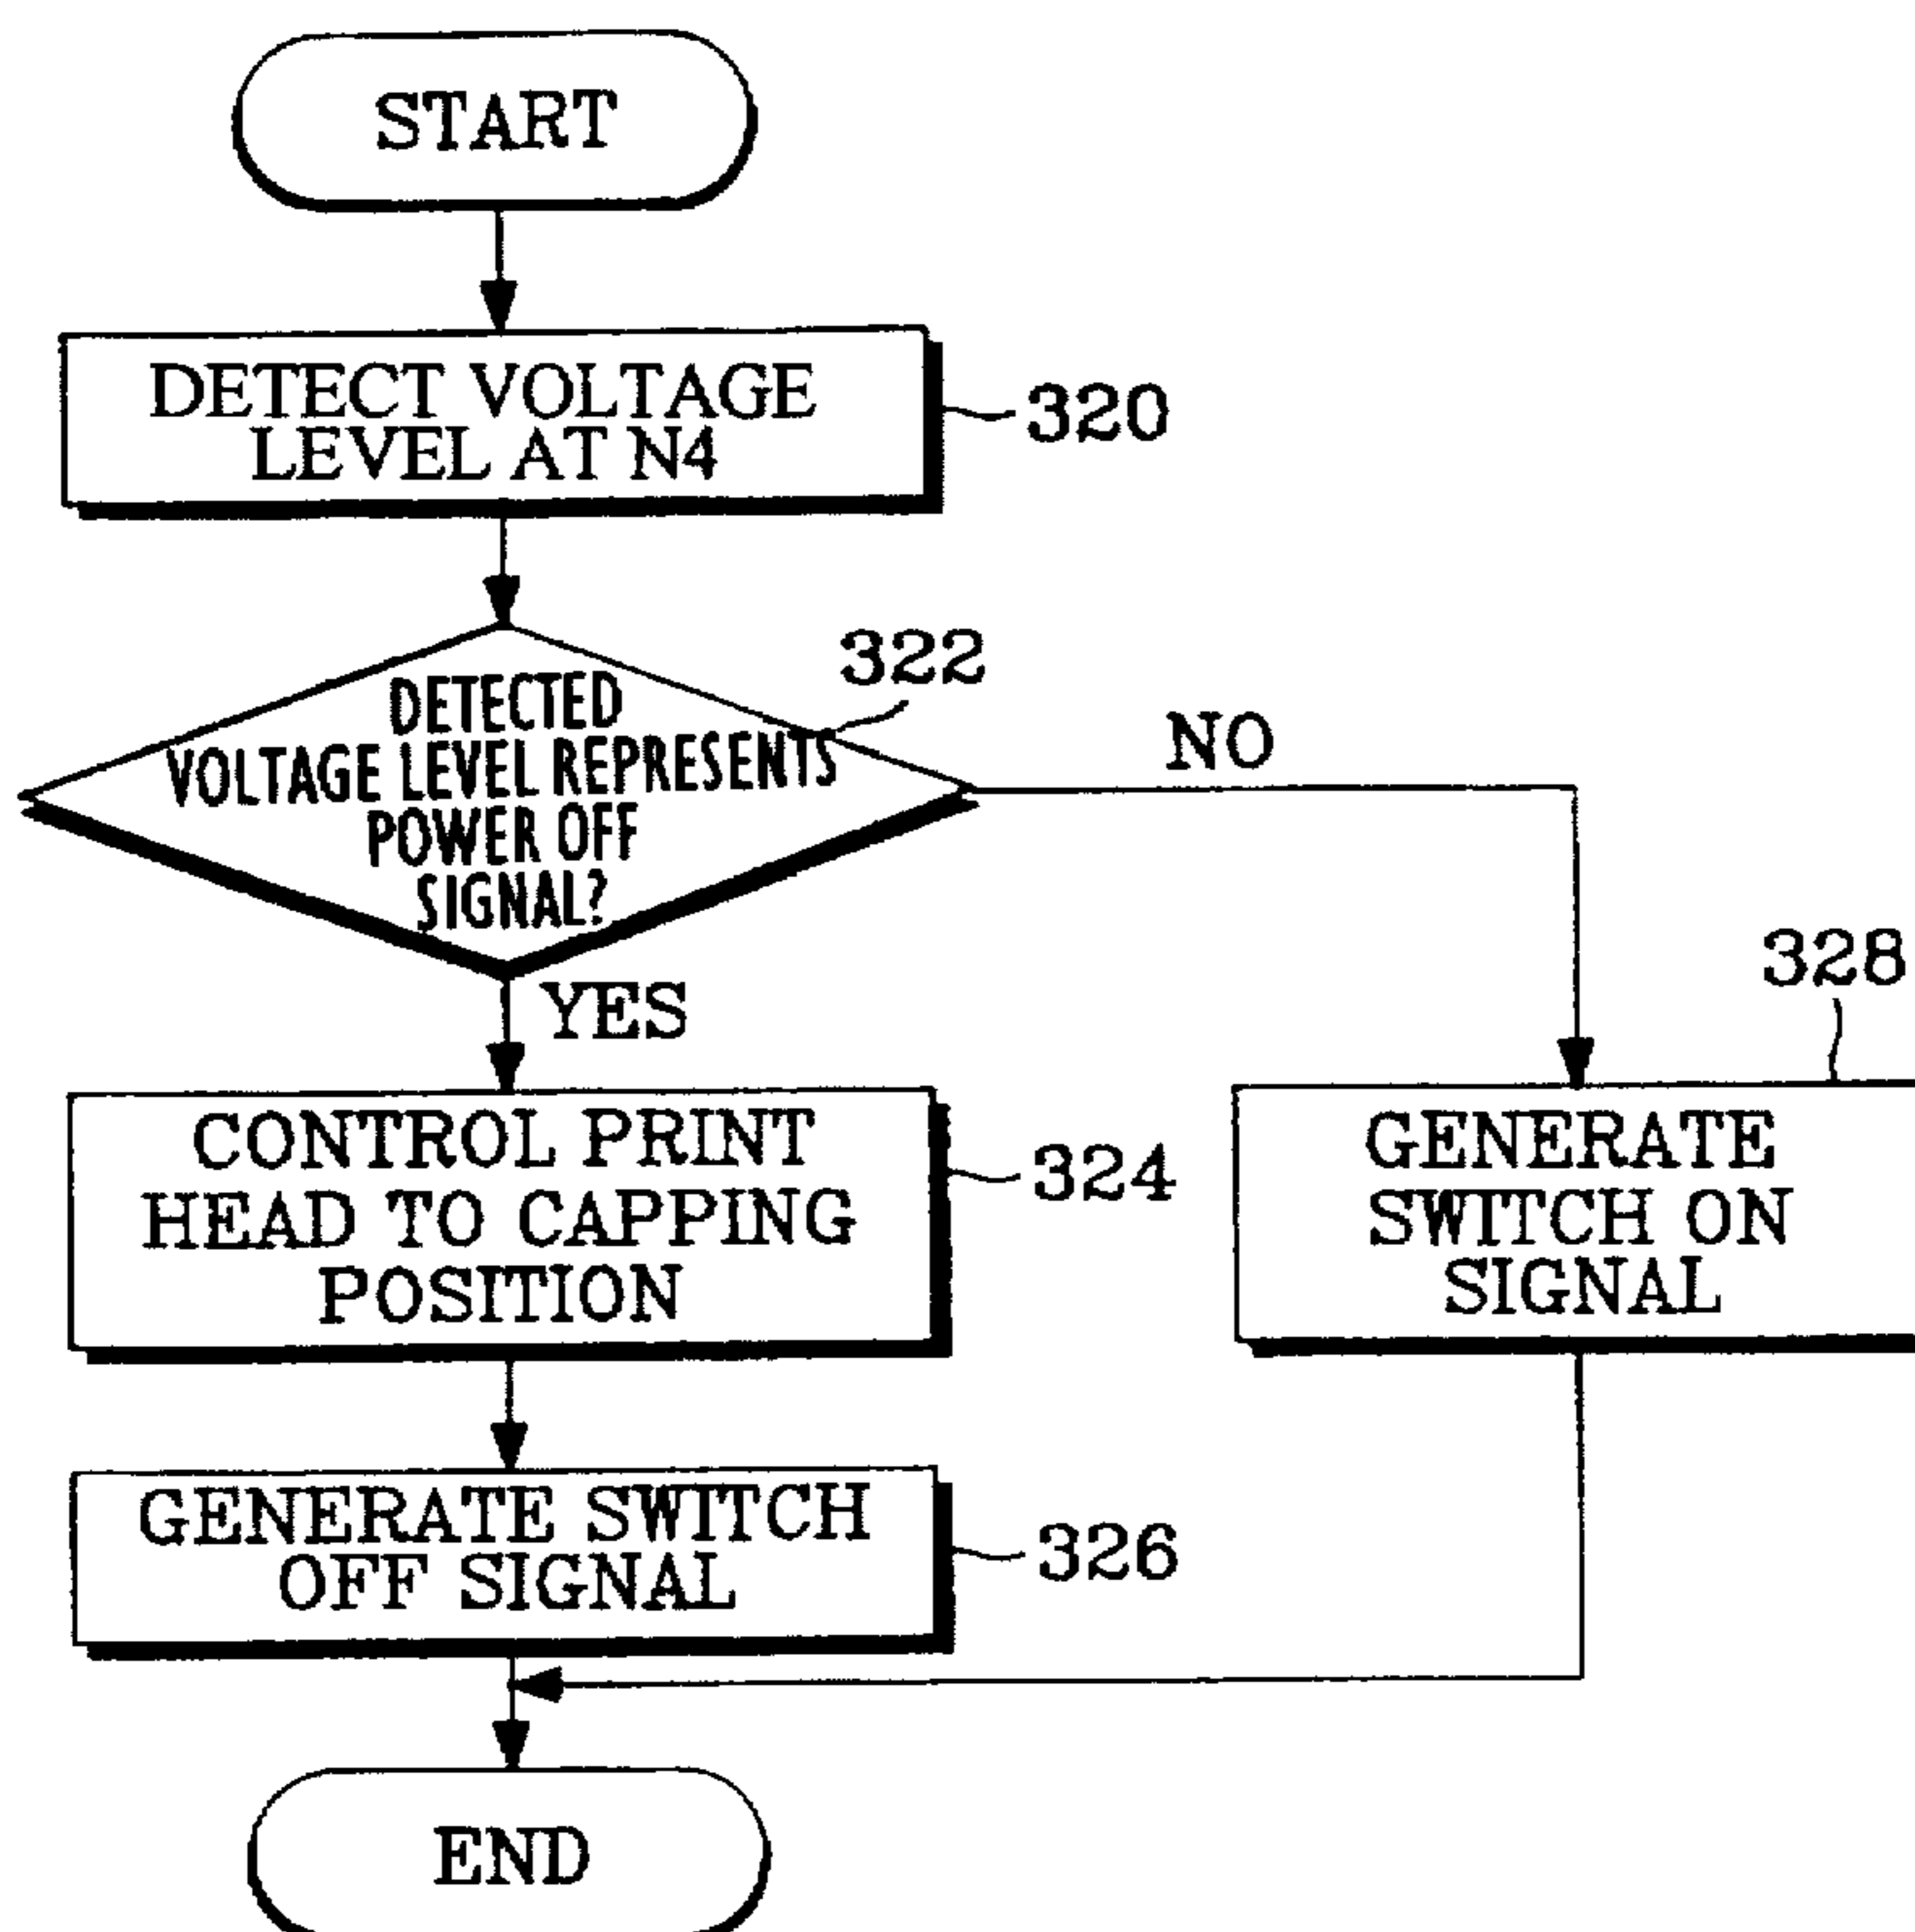 START
DETECT VOLTAGE
LEVEL AT N4
320
322
DETECTED
VOLTAGE LEVEL REPRESENTS
POWER OFF
SIGNAL?
NO
YES
328
CONTROL PRINT
HEAD TO CAPPING
POSITION
324
GENERATE
SWITCH ON
SIGNAL
GENERATE SWITCH
OFF SIGNAL
326
END